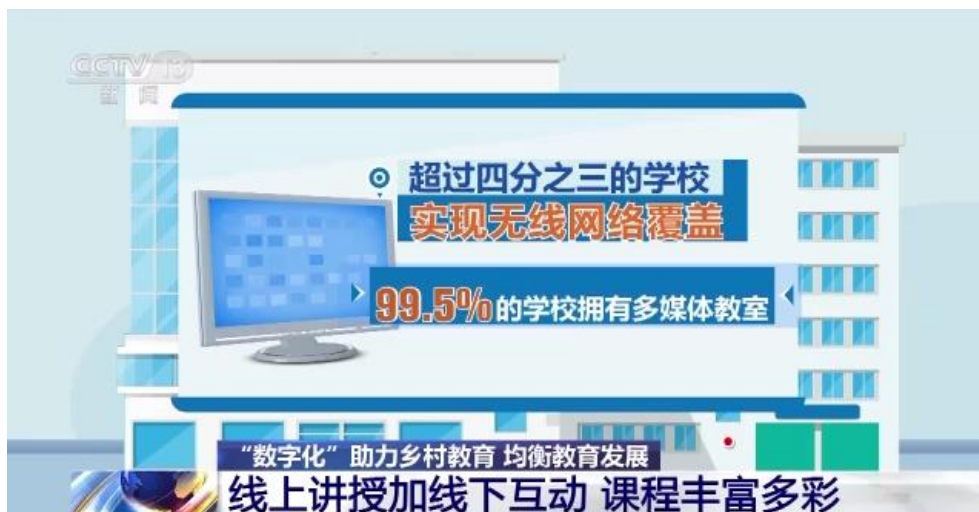 CCTV 13
新闻
超过四分之三的学校
实现无线网络覆盖
99.5%的学校拥有多媒体教室
“数字化”助力乡村教育 均衡教育发展
线上讲授加线下互动 课程丰富多彩